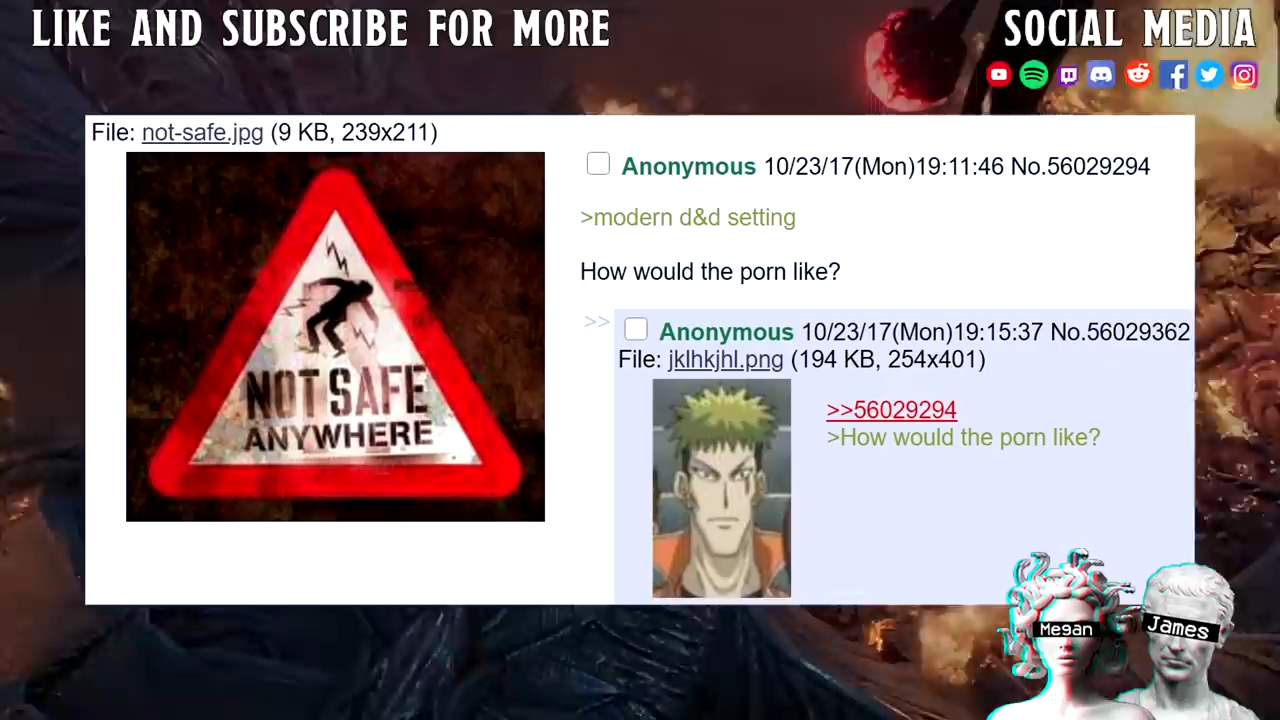 LIKE AND SUBSCRIBE FOR MORE
SOCIAL MEDIA
File: not-safe.jpg (9 KB, 239x211)
NOT SAFE
ANYWHERE
Anonymous 10/23/17(Mon)19:11:46 No.56029294
>modern d&d setting
How would the porn like?
>> Anonymous 10/23/17(Mon)19:15:37 No.56029362
File: jklhkjhl.png (194 KB, 254x401)
>>56029294
>How would the porn like?
Megan
James